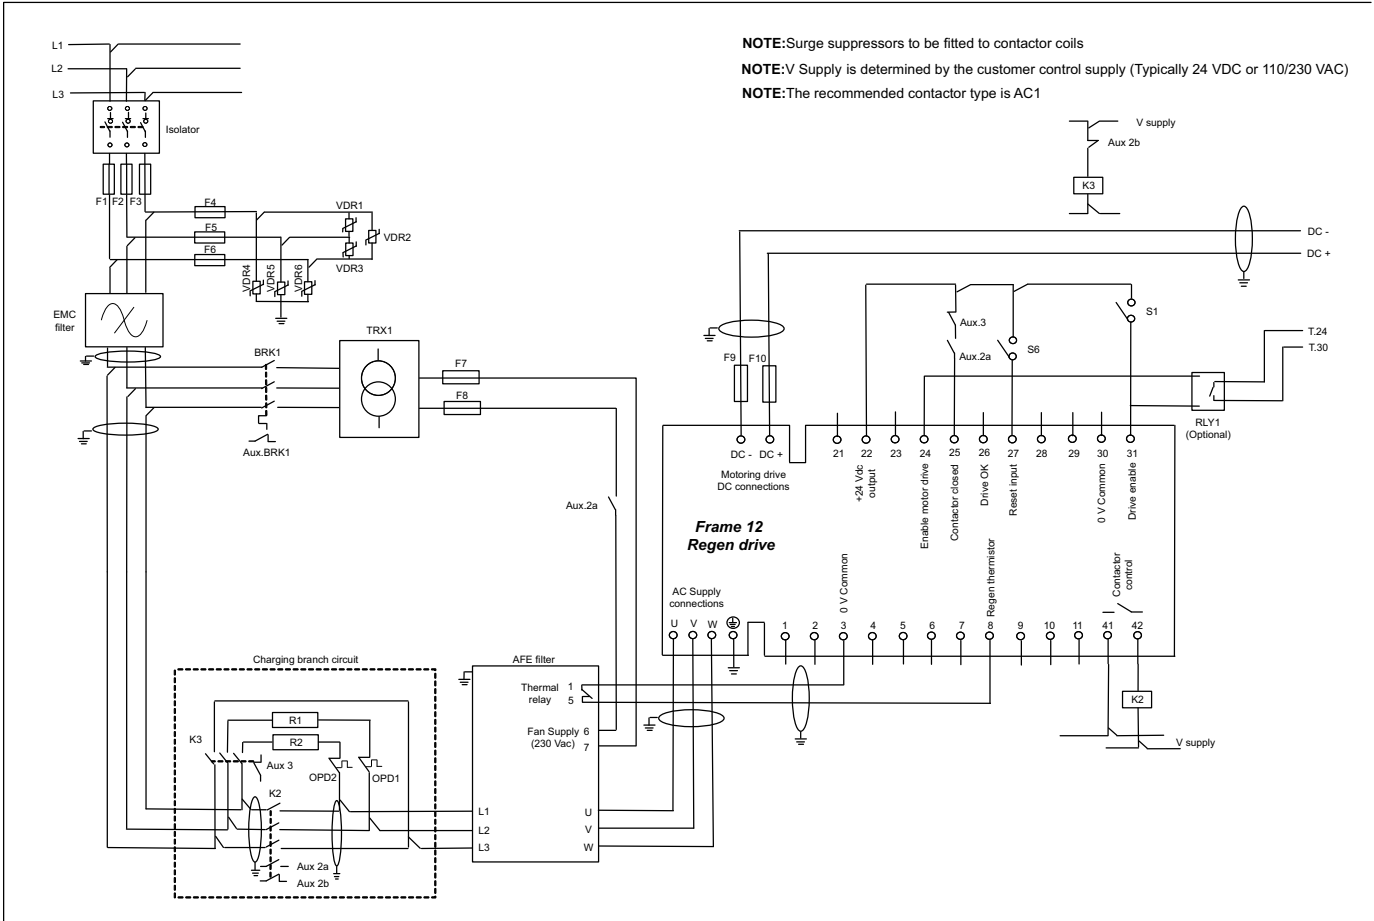 L1
L2
L3
Isolator
F1 F2 F3
F4
F5
F6
VDR1
VDR2
VDR3
VDR4
VDR5
VDR6
EMC
filter
BRK1
Aux.BRK1
TRX1
F7
F8
Aux.2a
NOTE:Surge suppressors to be fitted to contactor coils
NOTE:V Supply is determined by the customer control supply (Typically 24 VDC or 110/230 VAC)
NOTE:The recommended contactor type is AC1
V supply
Aux 2b
K3
DC -
DC +
Aux.3
Aux.2a
S6
S1
T.24
T.30
RLY1
(Optional)
F9 F10
DC - DC +
Motoring drive
DC connections
21 22 23 24 25 26 27 28 29 30 31
+24 Vdc
output
Enable motor drive
Contactor closed
Drive OK
Reset input
0 V Common
Drive enable
Frame 12
Regen drive
AC Supply
connections
U V W
0 V Common
Regen thermistor
Contactor
control
1 2 3 4 5 6 7 8 9 10 11 41 42
K2
V supply
Charging branch circuit
R1
R2
K3
Aux 3
OPD2
OPD1
K2
Aux 2a
Aux 2b
AFE filter
Thermal
relay
1
5
Fan Supply
(230 Vac)
6
7
L1
L2
L3
U
V
W